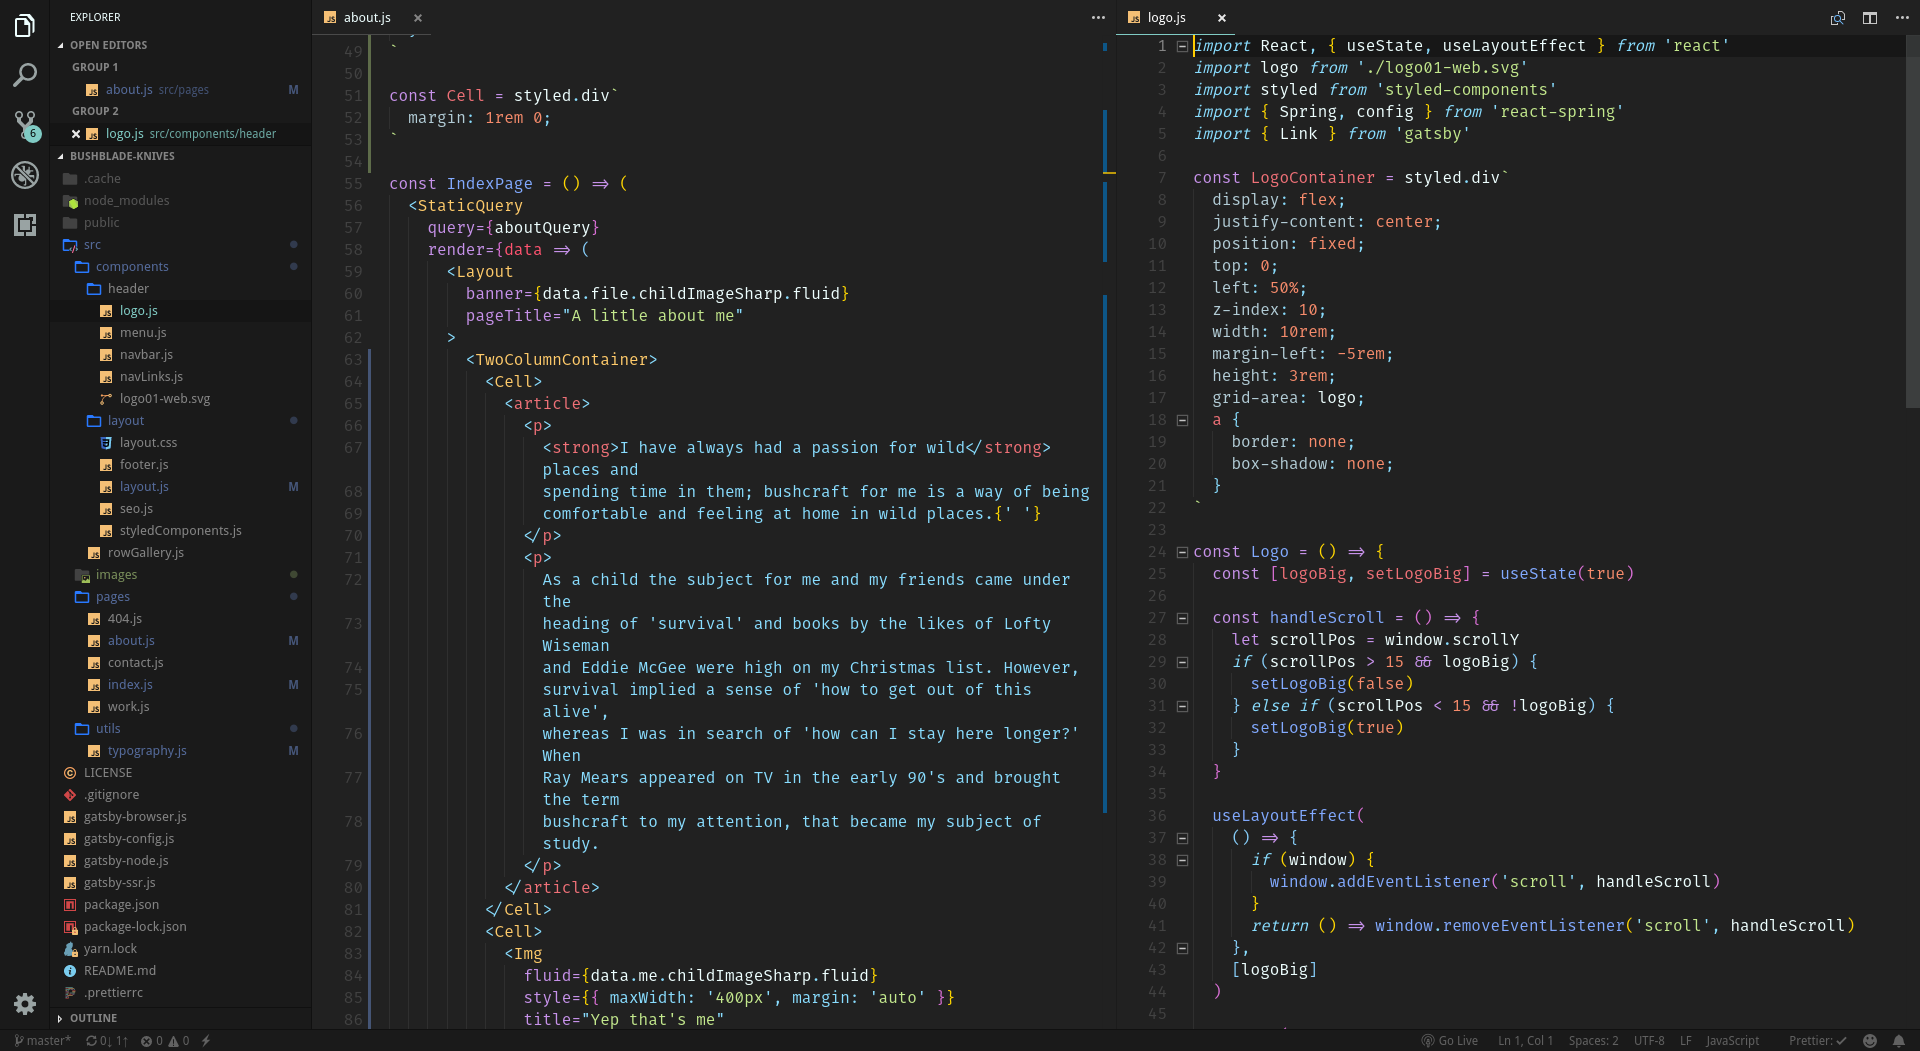 EXPLORER
OPEN EDITORS
GROUP 1
about.js src/pages M
GROUP 2
logo.js src/components/header
BUSHBLADE-KNIVES
.cache
node_modules
public
src
components
header
logo.js
menu.js
navbar.js
navLinks.js
logo01-web.svg
layout
layout.css
footer.js
layout.js M
seo.js
styledComponents.js
rowGallery.js
images
pages
404.js
about.js M
contact.js
index.js M
work.js
utils
typography.js M
LICENSE
.gitignore
gatsby-browser.js
gatsby-config.js
gatsby-node.js
gatsby-ssr.js
package.json
package-lock.json
yarn.lock
README.md
.prettierrc
OUTLINE
6
about.js
49 `
50
51 const Cell = styled.div`
52 margin: 1rem 0;
53 `
54
55 const IndexPage = () => (
56 <StaticQuery
57 query={aboutQuery}
58 render={data => (
59 <Layout
60 banner={data.file.childImageSharp.fluid}
61 pageTitle="A little about me"
62 >
63 <TwoColumnContainer>
64 <Cell>
65 <article>
66 <p>
67 <strong>I have always had a passion for wild</strong>
places and
68 spending time in them; bushcraft for me is a way of being
69 comfortable and feeling at home in wild places.{' '}
70 </p>
71 <p>
72 As a child the subject for me and my friends came under
the
73 heading of 'survival' and books by the likes of Lofty
Wiseman
74 and Eddie McGee were high on my Christmas list. However,
75 survival implied a sense of 'how to get out of this
alive',
76 whereas I was in search of 'how can I stay here longer?'
When
77 Ray Mears appeared on TV in the early 90's and brought
the term
78 bushcraft to my attention, that became my subject of
study.
79 </p>
80 </article>
81 </Cell>
82 <Cell>
83 <Img
84 fluid={data.me.childImageSharp.fluid}
85 style={{ maxWidth: '400px', margin: 'auto' }}
86 title="Yep that's me"
logo.js
1 import React, { useState, useLayoutEffect } from 'react'
2 import logo from './logo01-web.svg'
3 import styled from 'styled-components'
4 import { Spring, config } from 'react-spring'
5 import { Link } from 'gatsby'
6
7 const LogoContainer = styled.div`
8 display: flex;
9 justify-content: center;
10 position: fixed;
11 top: 0;
12 left: 50%;
13 z-index: 10;
14 width: 10rem;
15 margin-left: -5rem;
16 height: 3rem;
17 grid-area: logo;
18 a {
19 border: none;
20 box-shadow: none;
21 }
22 `
23
24 const Logo = () => {
25 const [logoBig, setLogoBig] = useState(true)
26
27 const handleScroll = () => {
28 let scrollPos = window.scrollY
29 if (scrollPos > 15 && logoBig) {
30 setLogoBig(false)
31 } else if (scrollPos < 15 && !logoBig) {
32 setLogoBig(true)
33 }
34 }
35
36 useLayoutEffect(
37 () => {
38 if (window) {
39 window.addEventListener('scroll', handleScroll)
40 }
41 return () => window.removeEventListener('scroll', handleScroll)
42 },
43 [logoBig]
44 )
45
master* 0↓ 1↑ 0 0 Go Live Ln 1, Col 1 Spaces: 2 UTF-8 LF JavaScript Prettier: ✓